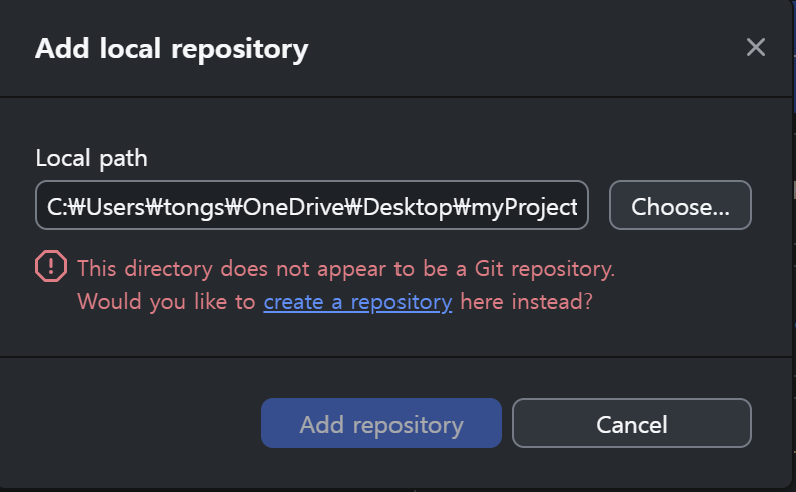 Add local repository
Local path
C:₩Users₩tongs₩OneDrive₩Desktop₩myProject
Choose...
This directory does not appear to be a Git repository.
Would you like to create a repository here instead?
Add repository
Cancel